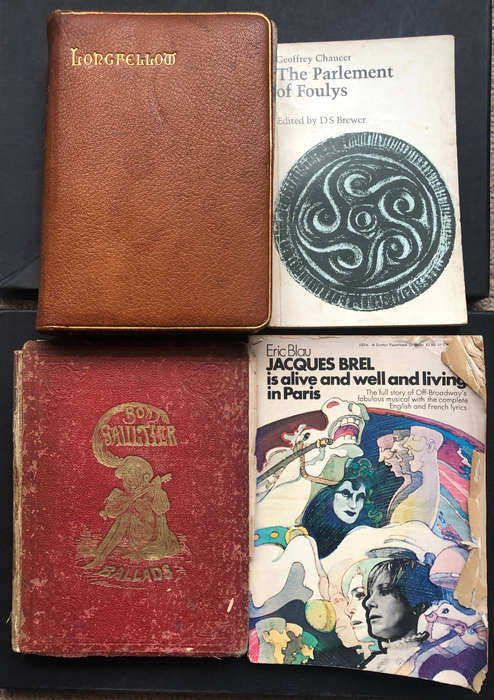 LONGFELLOW
Geoffrey Chaucer
The Parlement
of Foulys
Edited by DS Brewer
BON
GAULTIER
BALLADS
Eric Blau
JACQUES BREL
is alive and well and living
in Paris
The full story of Off-Broadway's
fabulous musical with the complete
English and French lyrics